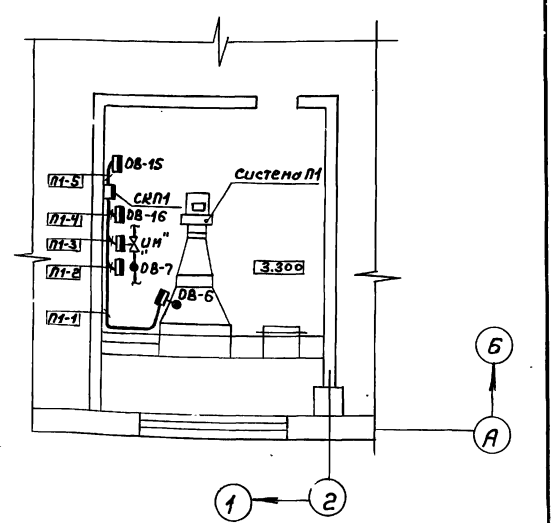 ОВ-15
Система П1
П1-5
СКП1
П1-4
ОВ-16
П1-3
"ИМ"
П1-2
ОВ-7
3.300
ОВ-6
П1-1
Б
А
1
2